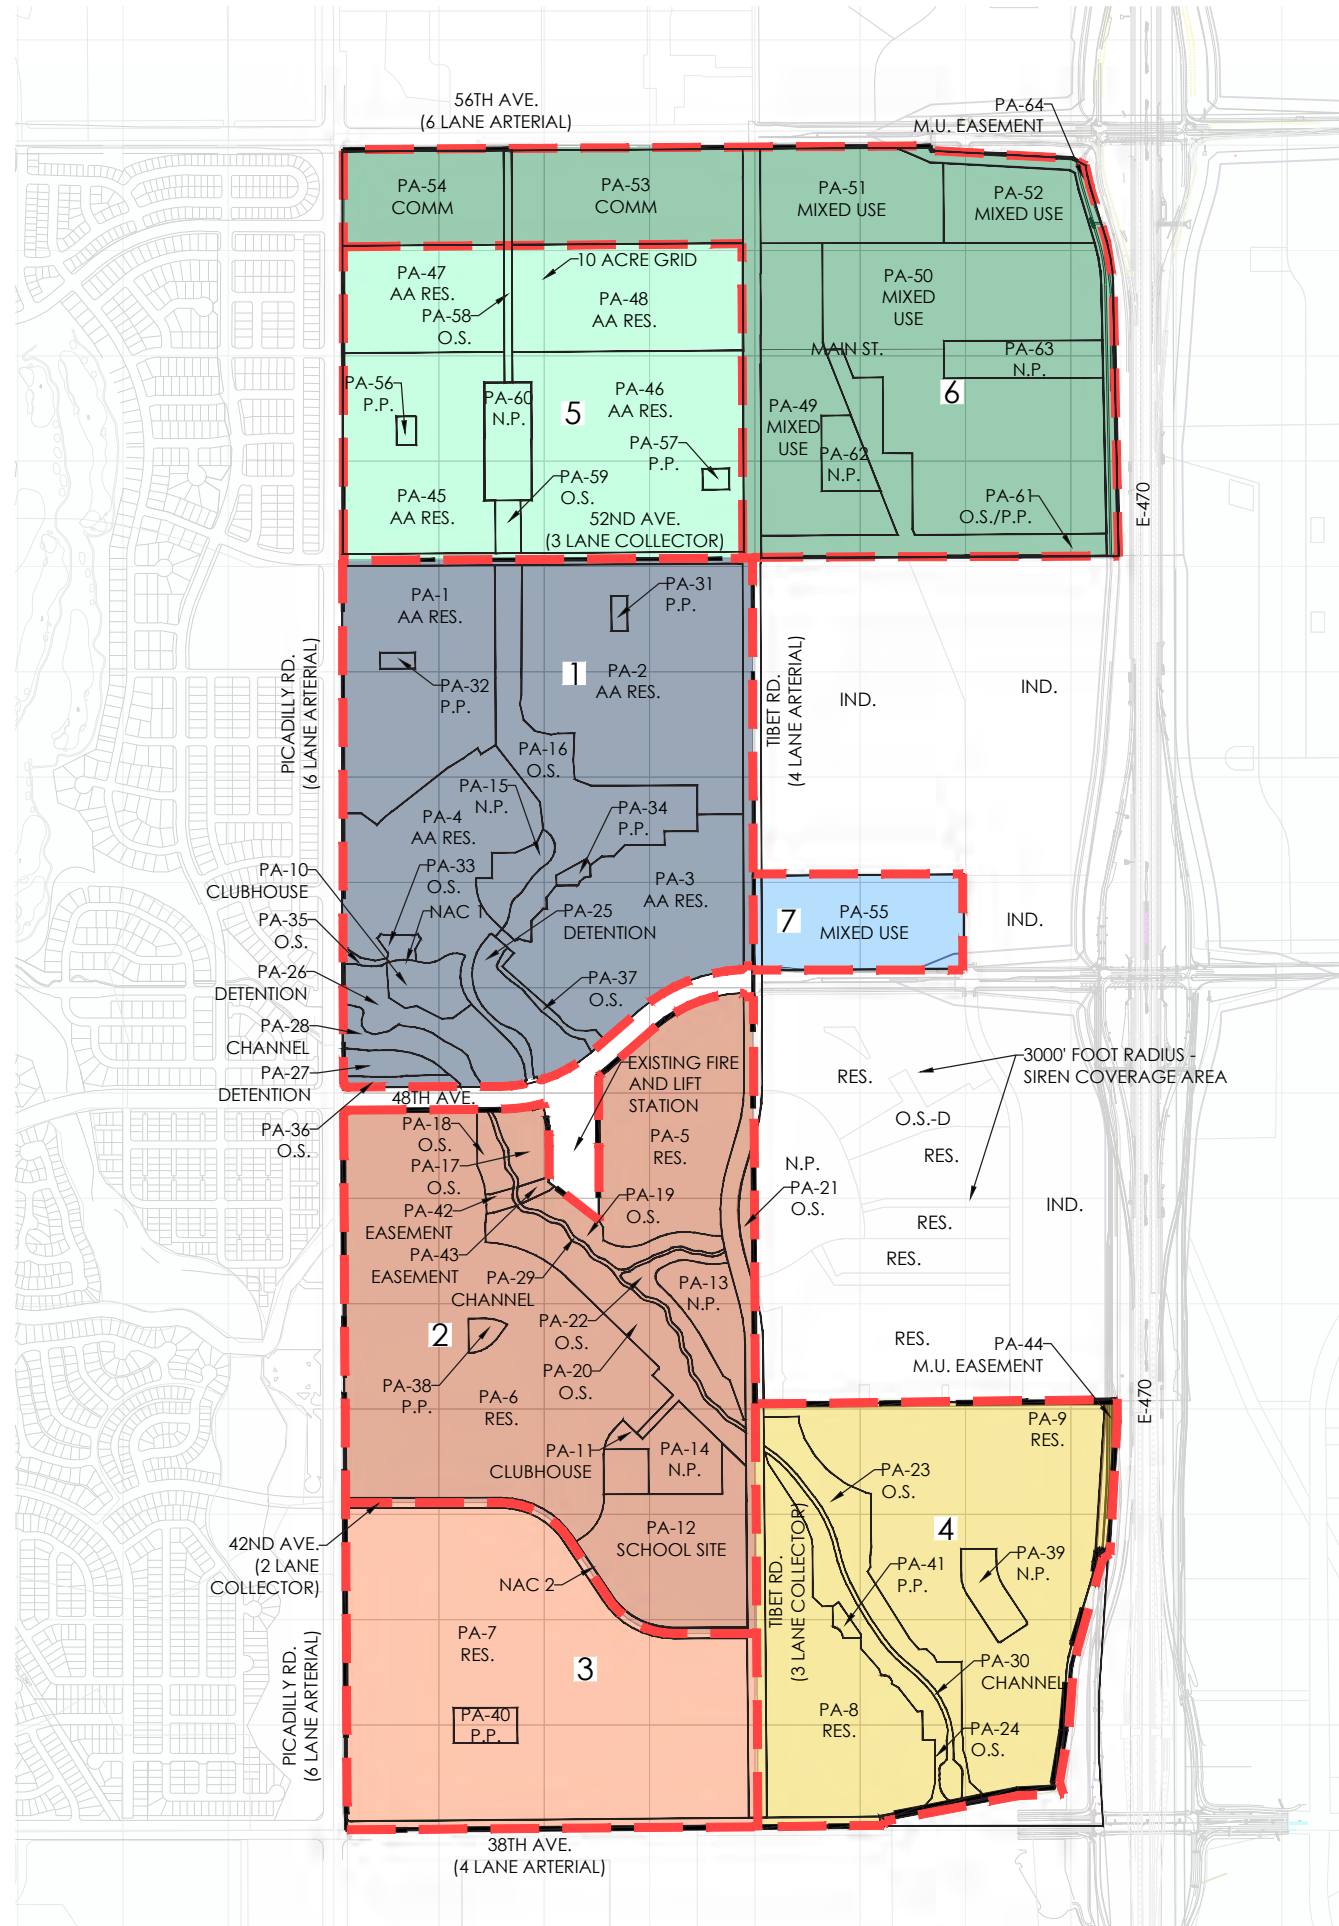 56TH AVE.
(6 LANE ARTERIAL)
PA-64
M.U. EASEMENT
PA-54
COMM
PA-53
COMM
PA-51
MIXED USE
PA-52
MIXED USE
PA-47
AA RES.
10 ACRE GRID
PA-58
O.S.
PA-48
AA RES.
PA-50
MIXED
USE
MAIN ST.
PA-63
N.P.
PA-56
P.P.
PA-60
N.P.
5
PA-46
AA RES.
6
PA-49
MIXED
USE
PA-57
P.P.
PA-62
N.P.
PA-59
O.S.
PA-45
AA RES.
PA-61
O.S./P.P.
E-470
52ND AVE.
(3 LANE COLLECTOR)
PA-1
AA RES.
PA-31
P.P.
PICADILLY RD.
(6 LANE ARTERIAL)
1
PA-2
AA RES.
PA-32
P.P.
TIBET RD.
(4 LANE ARTERIAL)
IND.
IND.
PA-16
O.S.
PA-15
N.P.
PA-4
AA RES.
PA-34
P.P.
PA-10
CLUBHOUSE
PA-33
O.S.
PA-3
AA RES.
PA-35
O.S.
NAC 1
PA-25
DETENTION
7
PA-55
MIXED USE
IND.
PA-26
DETENTION
PA-37
O.S.
PA-28
CHANNEL
PA-27
DETENTION
EXISTING FIRE
AND LIFT
STATION
3000' FOOT RADIUS -
SIREN COVERAGE AREA
RES.
48TH AVE.
PA-36
O.S.
PA-18
O.S.
PA-5
RES.
O.S.-D
RES.
PA-17
O.S.
N.P.
PA-21
O.S.
PA-19
O.S.
IND.
PA-42
EASEMENT
RES.
PA-43
EASEMENT
RES.
PA-29
CHANNEL
PA-13
N.P.
2
PA-22
O.S.
RES.
PA-44
M.U. EASEMENT
PA-20
O.S.
PA-38
P.P.
PA-6
RES.
E-470
PA-9
RES.
PA-11
CLUBHOUSE
PA-14
N.P.
PA-23
O.S.
42ND AVE.
(2 LANE
COLLECTOR)
PA-12
SCHOOL SITE
4
TIBET RD.
(3 LANE COLLECTOR)
NAC 2
PA-41
P.P.
PA-39
N.P.
PICADILLY RD.
(6 LANE ARTERIAL)
PA-7
RES.
3
PA-30
CHANNEL
PA-40
P.P.
PA-8
RES.
PA-24
O.S.
38TH AVE.
(4 LANE ARTERIAL)